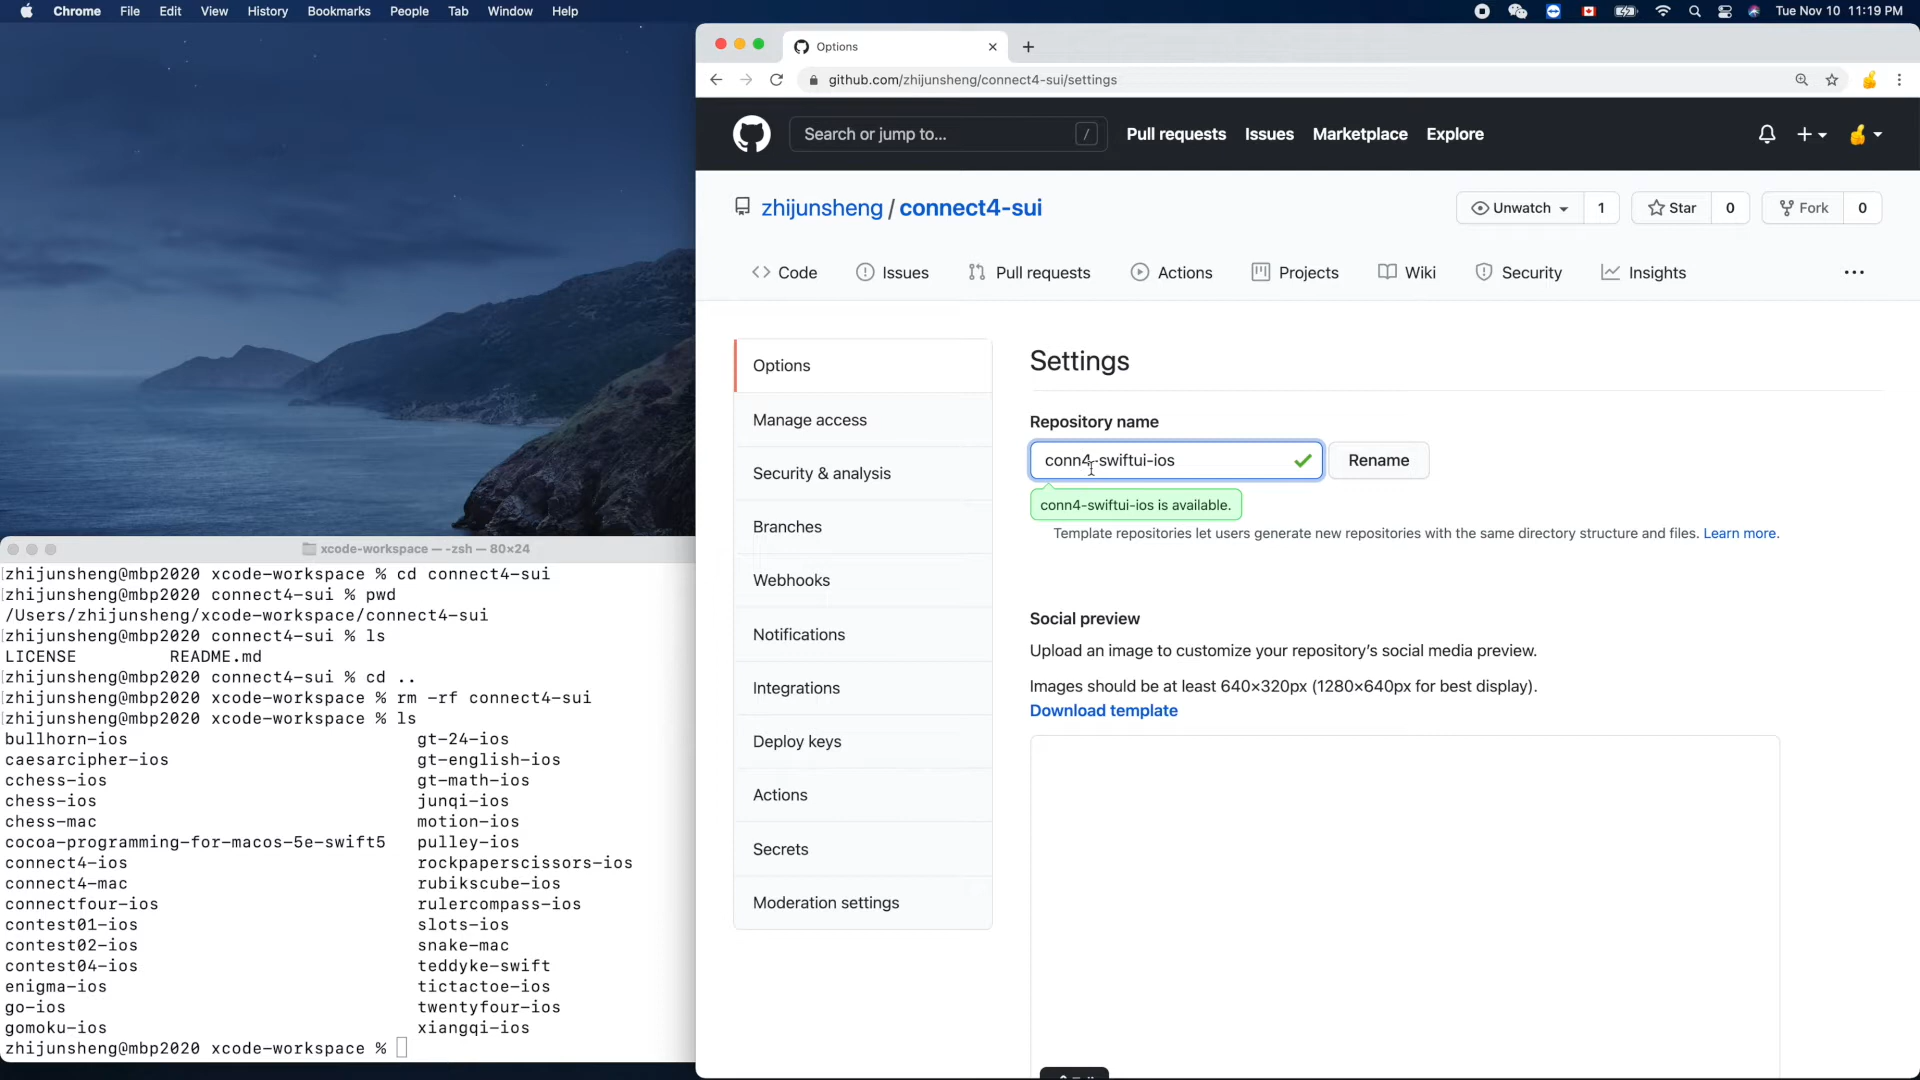 Chrome File Edit View History Bookmarks People Tab Window Help
Tue Nov 10 11:19 PM
Options
github.com/zhijunsheng/connect4-sui/settings
Search or jump to... /
Pull requests Issues Marketplace Explore
zhijunsheng / connect4-sui
Unwatch 1 Star 0 Fork 0
Code Issues Pull requests Actions Projects Wiki Security Insights
Options
Manage access
Security & analysis
Branches
Webhooks
Notifications
Integrations
Deploy keys
Actions
Secrets
Moderation settings
Settings
Repository name
conn4-swiftui-ios Rename
conn4-swiftui-ios is available.
Template repositories let users generate new repositories with the same directory structure and files. Learn more.
Social preview
Upload an image to customize your repository's social media preview.
Images should be at least 640×320px (1280×640px for best display).
Download template
xcode-workspace — -zsh — 80×24
zhijunsheng@mbp2020 xcode-workspace % cd connect4-sui
zhijunsheng@mbp2020 connect4-sui % pwd
/Users/zhijunsheng/xcode-workspace/connect4-sui
zhijunsheng@mbp2020 connect4-sui % ls
LICENSE README.md
zhijunsheng@mbp2020 connect4-sui % cd ..
zhijunsheng@mbp2020 xcode-workspace % rm -rf connect4-sui
zhijunsheng@mbp2020 xcode-workspace % ls
bullhorn-ios gt-24-ios
caesarcipher-ios gt-english-ios
cchess-ios gt-math-ios
chess-ios junqi-ios
chess-mac motion-ios
cocoa-programming-for-macos-5e-swift5 pulley-ios
connect4-ios rockpaperscissors-ios
connect4-mac rubikscube-ios
connectfour-ios rulercompass-ios
contest01-ios slots-ios
contest02-ios snake-mac
contest04-ios teddyke-swift
enigma-ios tictactoe-ios
go-ios twentyfour-ios
gomoku-ios xiangqi-ios
zhijunsheng@mbp2020 xcode-workspace %